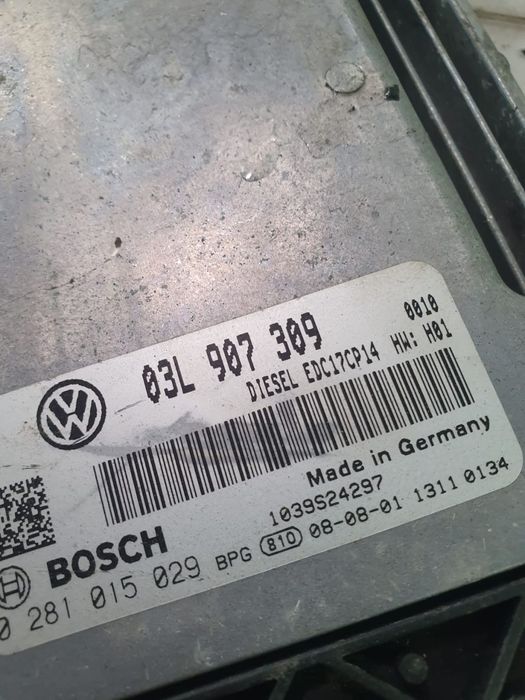 03L 907 309 0010
DIESEL EDC17CP14 HW: H01
Made in Germany
1039S24297
BOSCH
0 281 015 029 BPG 810 08-08-01 1311 0134